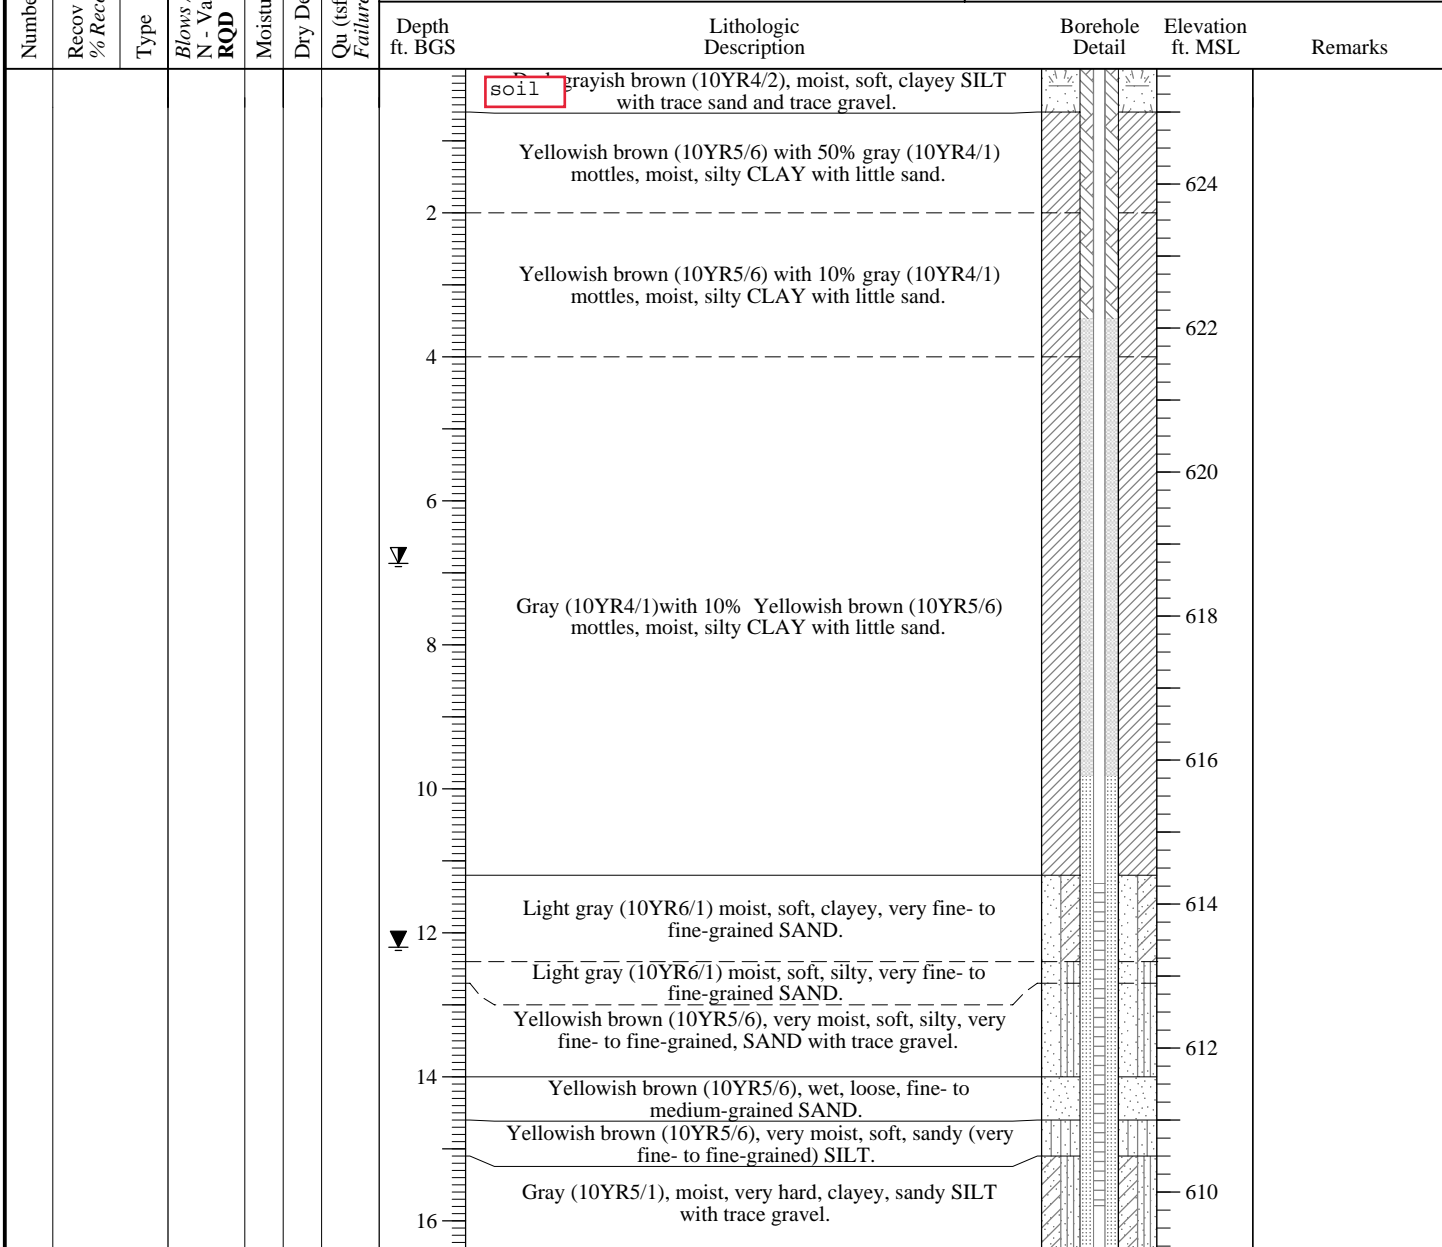 Numbe
Recov
% Rece
Type
Blows /
N - Va
RQD
Moistu
Dry De
Qu (tsf
Failure
Depth
ft. BGS
Lithologic
Description
Borehole
Detail
Elevation
ft. MSL
Remarks
soil grayish brown (10YR4/2), moist, soft, clayey SILT
with trace sand and trace gravel.
Yellowish brown (10YR5/6) with 50% gray (10YR4/1)
mottles, moist, silty CLAY with little sand.
624
2
Yellowish brown (10YR5/6) with 10% gray (10YR4/1)
mottles, moist, silty CLAY with little sand.
622
4
620
6
Gray (10YR4/1)with 10% Yellowish brown (10YR5/6)
mottles, moist, silty CLAY with little sand.
618
8
616
10
Light gray (10YR6/1) moist, soft, clayey, very fine- to
fine-grained SAND.
614
12
Light gray (10YR6/1) moist, soft, silty, very fine- to
fine-grained SAND.
Yellowish brown (10YR5/6), very moist, soft, silty, very
fine- to fine-grained, SAND with trace gravel.
612
14
Yellowish brown (10YR5/6), wet, loose, fine- to
medium-grained SAND.
Yellowish brown (10YR5/6), very moist, soft, sandy (very
fine- to fine-grained) SILT.
Gray (10YR5/1), moist, very hard, clayey, sandy SILT
with trace gravel.
610
16